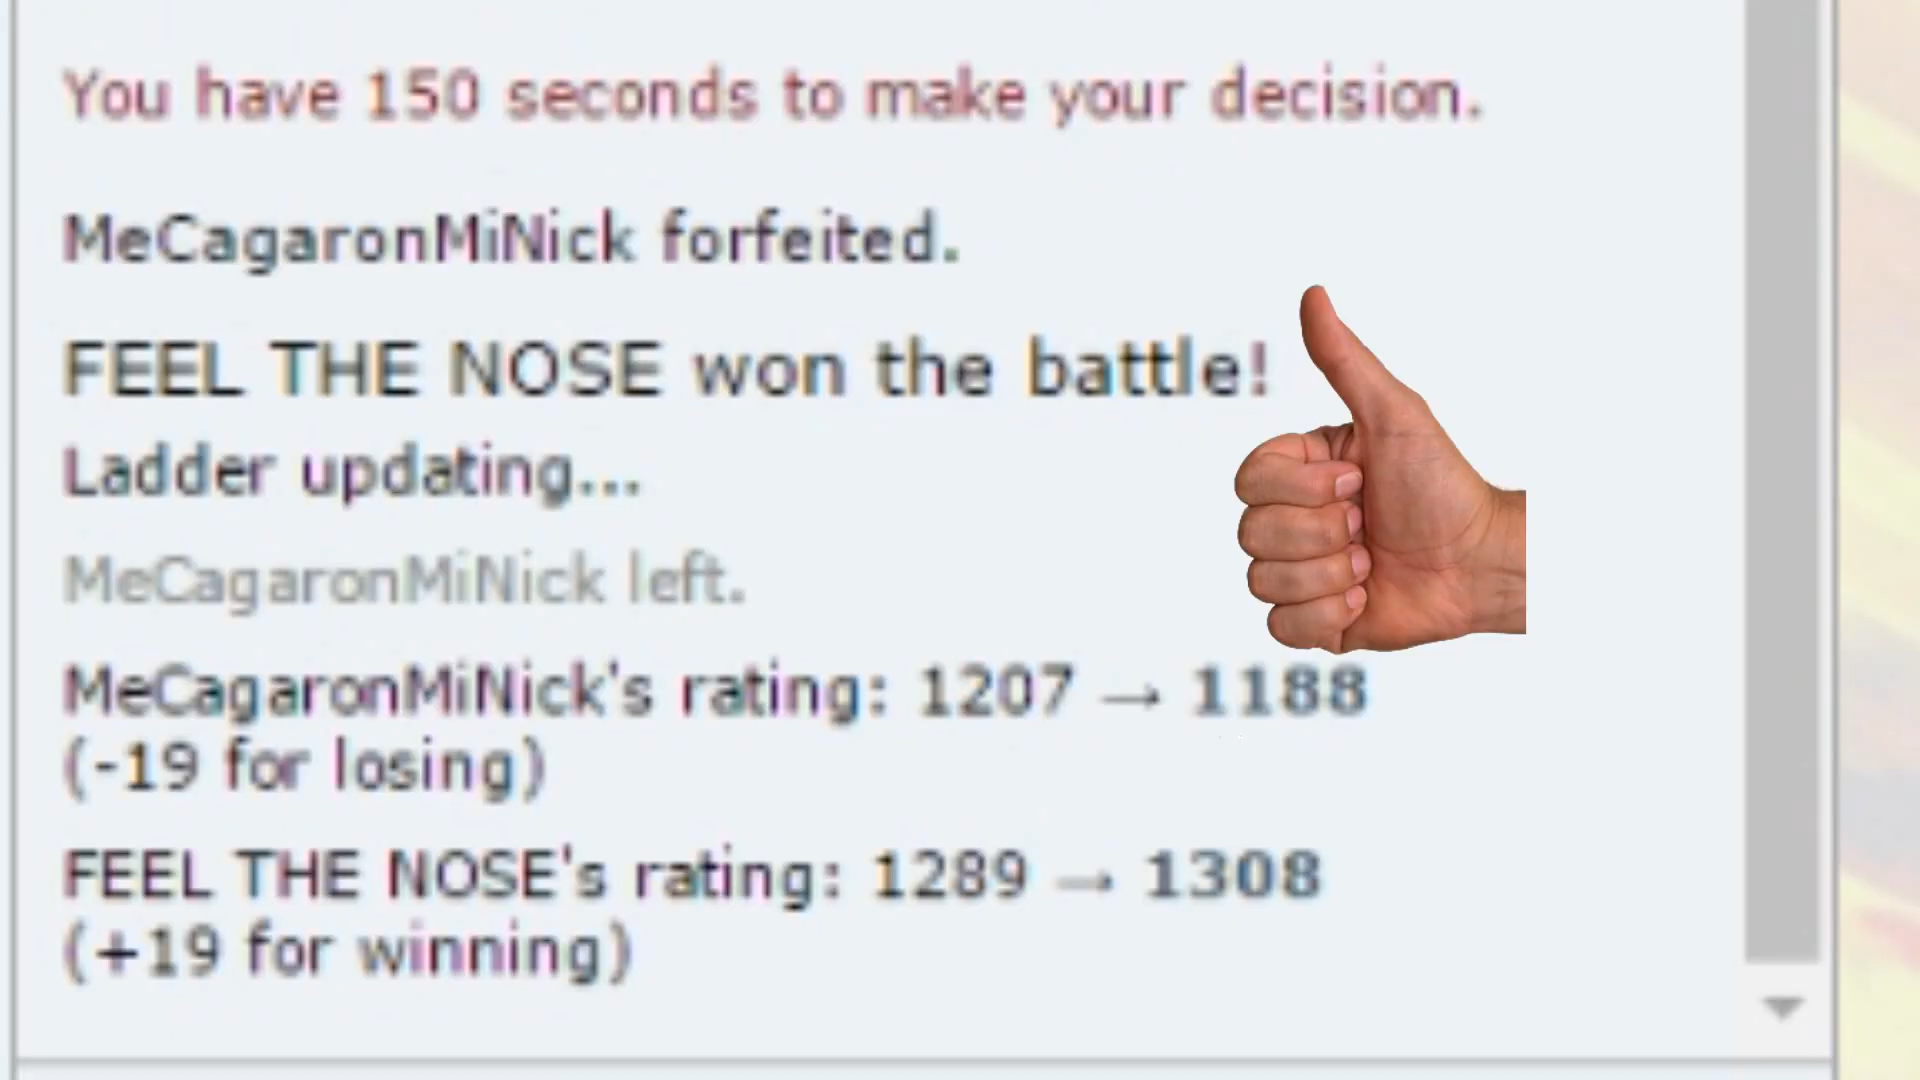 You have 150 seconds to make your decision.
MeCagaronMiNick forfeited.
FEEL THE NOSE won the battle!
Ladder updating...
MeCagaronMiNick left.
MeCagaronMiNick's rating: 1207 → 1188
(-19 for losing)
FEEL THE NOSE's rating: 1289 → 1308
(+19 for winning)